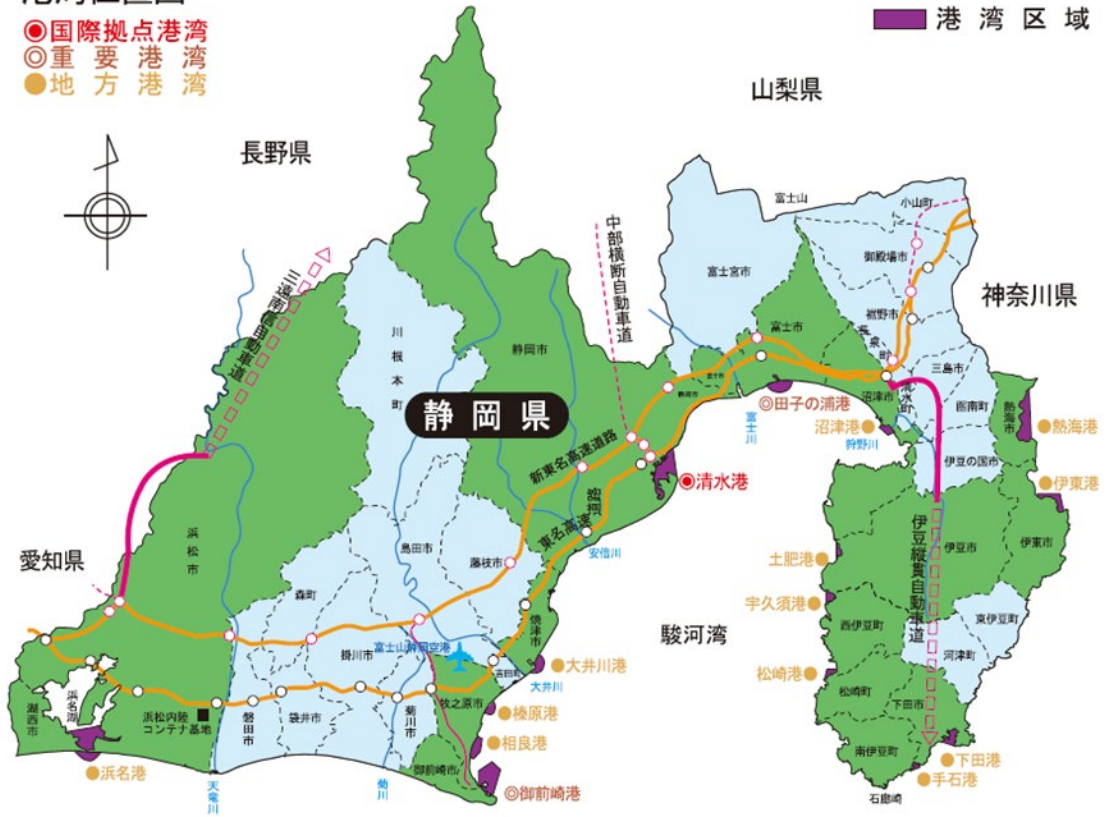 ◉国際拠点港湾
◎重要港湾
●地方港湾
港湾区域
山梨県
長野県
神奈川県
愛知県
静岡県
駿河湾
富士山
小山町
御殿場市
裾野市
長泉町
三島市
富士宮市
富士市
富士市
静岡市
静岡市
沼津市
清水町
函南町
熱海市
伊豆の国市
伊豆市
伊東市
東伊豆町
河津町
西伊豆町
松崎町
下田市
南伊豆町
石廊崎
川根本町
浜松市
島田市
藤枝市
森町
掛川市
焼津市
吉田町
牧之原市
御前崎市
菊川市
袋井市
磐田市
湖西市
浜名湖
浜松内陸
コンテナ基地
富士山静岡空港
中部横断自動車道
三遠南信自動車道
新東名高速道路
東名高速
伊豆縦貫自動車道
富士川
狩野川
安倍川
大井川
菊川
天竜川
◎田子の浦港
沼津港●
●熱海港
●伊東港
◉清水港
土肥港●
宇久須港●
松崎港●
●下田港
●手石港
●大井川港
●榛原港
●相良港
◎御前崎港
●浜名港